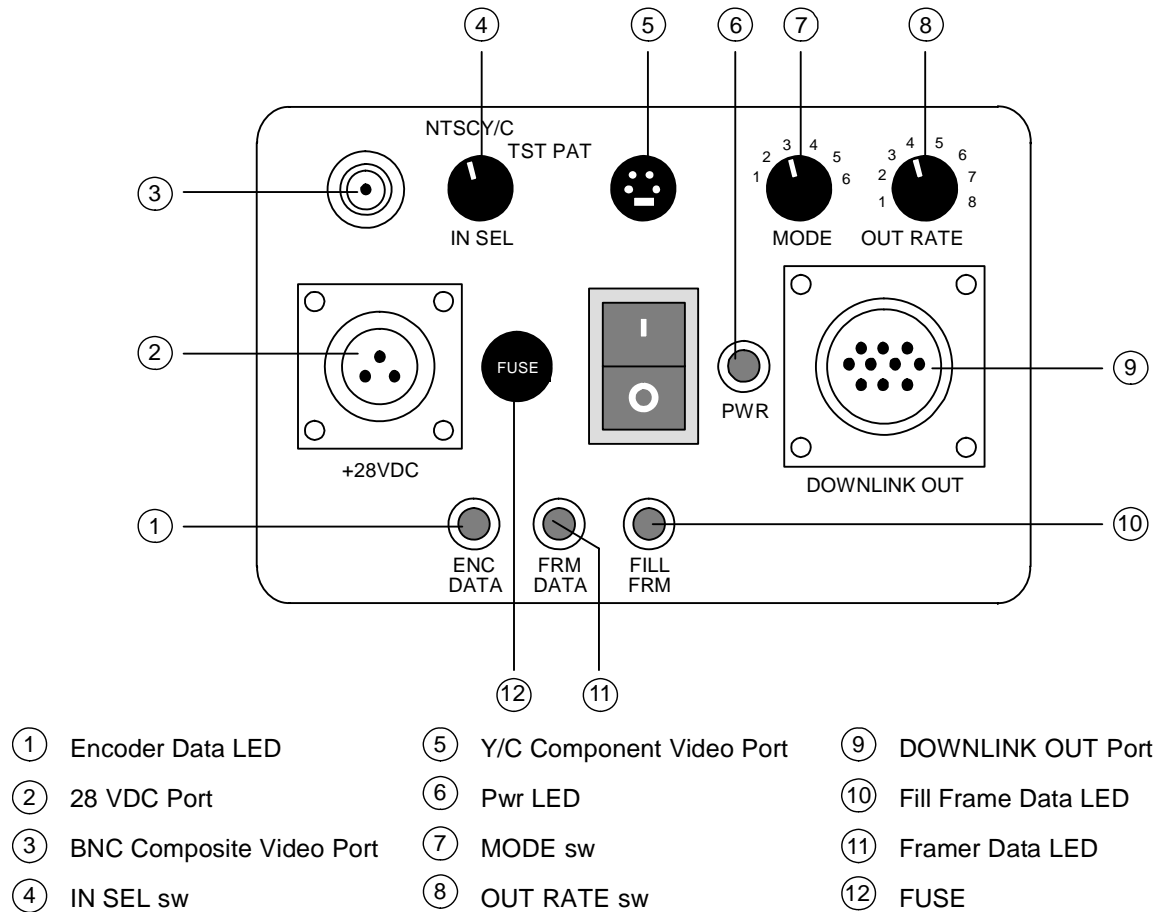 4 5 6 7 8
NTSCY/C
TST PAT
1 2 3 4 5 6
1 2 3 4 5 6 7 8
3
IN SEL
MODE
OUT RATE
I
2
FUSE
O
9
PWR
+28VDC
DOWNLINK OUT
1
10
ENC
DATA
FRM
DATA
FILL
FRM
12 11
1 Encoder Data LED
2 28 VDC Port
3 BNC Composite Video Port
4 IN SEL sw
5 Y/C Component Video Port
6 Pwr LED
7 MODE sw
8 OUT RATE sw
9 DOWNLINK OUT Port
10 Fill Frame Data LED
11 Framer Data LED
12 FUSE